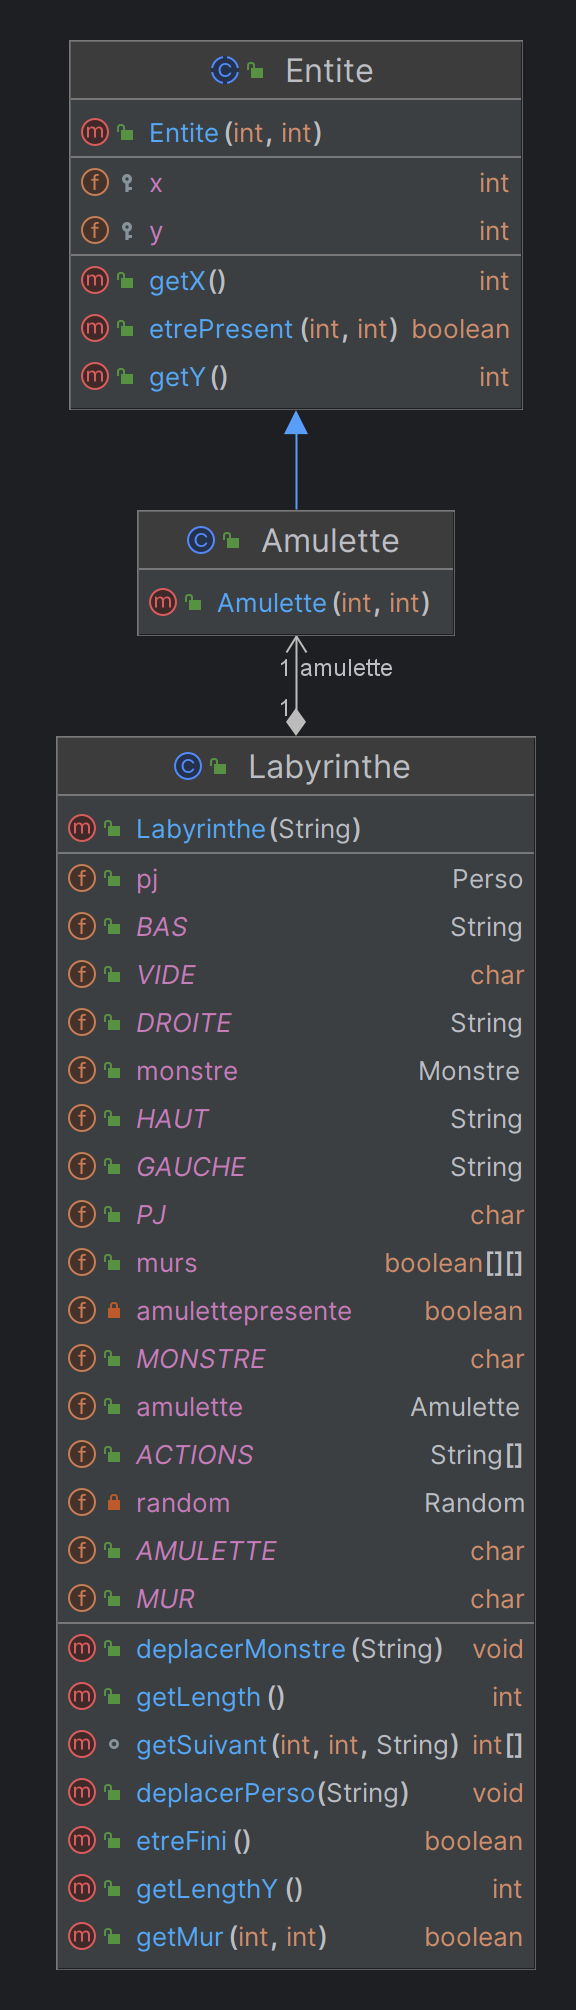 Entite
Entite(int, int)
x int
y int
getX() int
etrePresent(int, int) boolean
getY() int
Amulette
Amulette(int, int)
1 amulette
1
Labyrinthe
Labyrinthe(String)
pj Perso
BAS String
VIDE char
DROITE String
monstre Monstre
HAUT String
GAUCHE String
PJ char
murs boolean[][]
amulettepresente boolean
MONSTRE char
amulette Amulette
ACTIONS String[]
random Random
AMULETTE char
MUR char
deplacerMonstre(String) void
getLength() int
getSuivant(int, int, String) int[]
deplacerPerso(String) void
etreFini() boolean
getLengthY() int
getMur(int, int) boolean